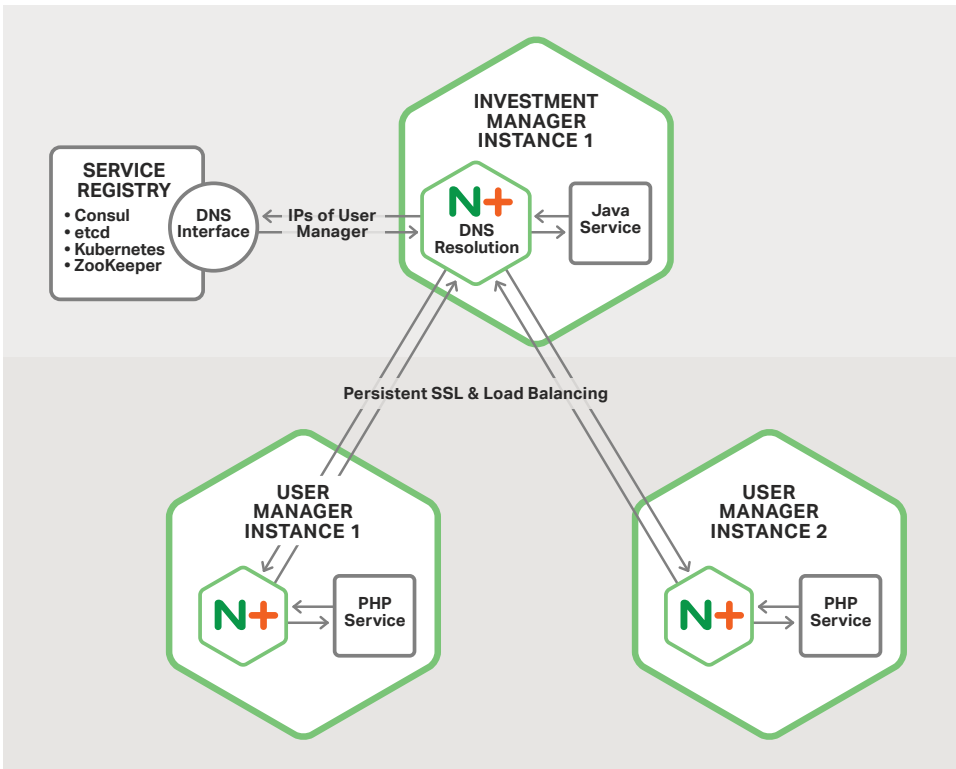 INVESTMENT
MANAGER
INSTANCE 1
SERVICE
REGISTRY
• Consul
• etcd
• Kubernetes
• ZooKeeper
DNS
Interface
IPs of User
Manager
N+
DNS
Resolution
Java
Service
Persistent SSL & Load Balancing
USER
MANAGER
INSTANCE 1
N+
PHP
Service
USER
MANAGER
INSTANCE 2
N+
PHP
Service